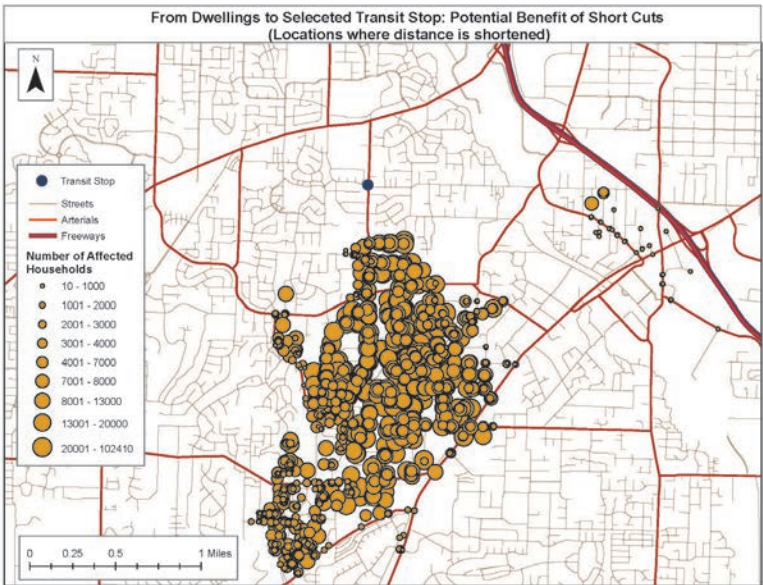 From Dwellings to Seleceted Transit Stop: Potential Benefit of Short Cuts
(Locations where distance is shortened)
N
Transit Stop
Streets
Arterials
Freeways
Number of Affected
Households
10 - 1000
1001 - 2000
2001 - 3000
3001 - 4000
4001 - 7000
7001 - 8000
8001 - 13000
13001 - 20000
20001 - 102410
0 0.25 0.5 1 Miles